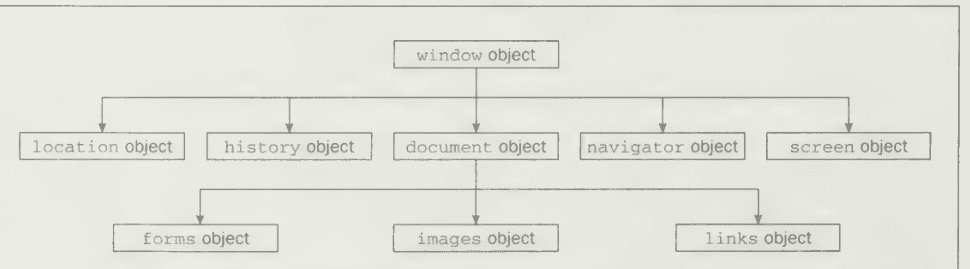 window object
location object
history object
document object
navigator object
screen object
forms object
images object
links object